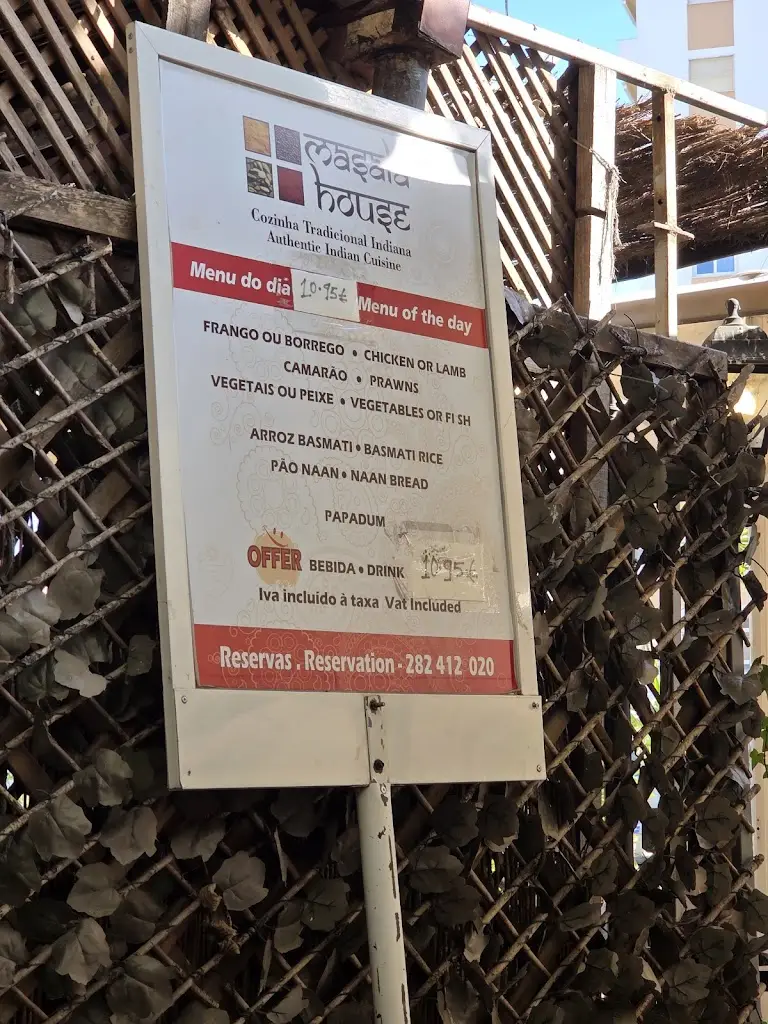 masala
house
Cozinha Tradicional Indiana
Authentic Indian Cuisine
Menu do dia 10.95€ Menu of the day
FRANGO OU BORREGO • CHICKEN OR LAMB
CAMARÃO • PRAWNS
VEGETAIS OU PEIXE • VEGETABLES OR FI SH
ARROZ BASMATI • BASMATI RICE
PÃO NAAN • NAAN BREAD
PAPADUM
OFFER BEBIDA • DRINK 10.95€
Iva incluido à taxa Vat Included
Reservas . Reservation - 282 412 020